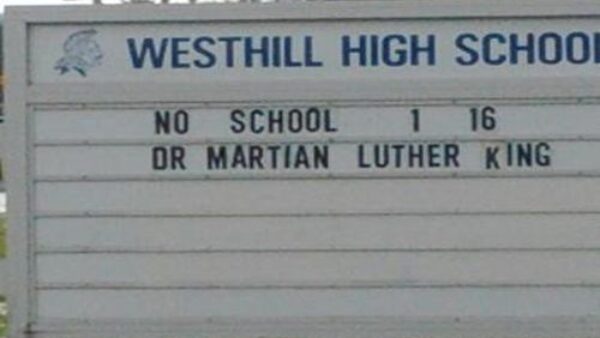 WESTHILL HIGH SCHOOL
NO SCHOOL 1 16
DR MARTIAN LUTHER KING